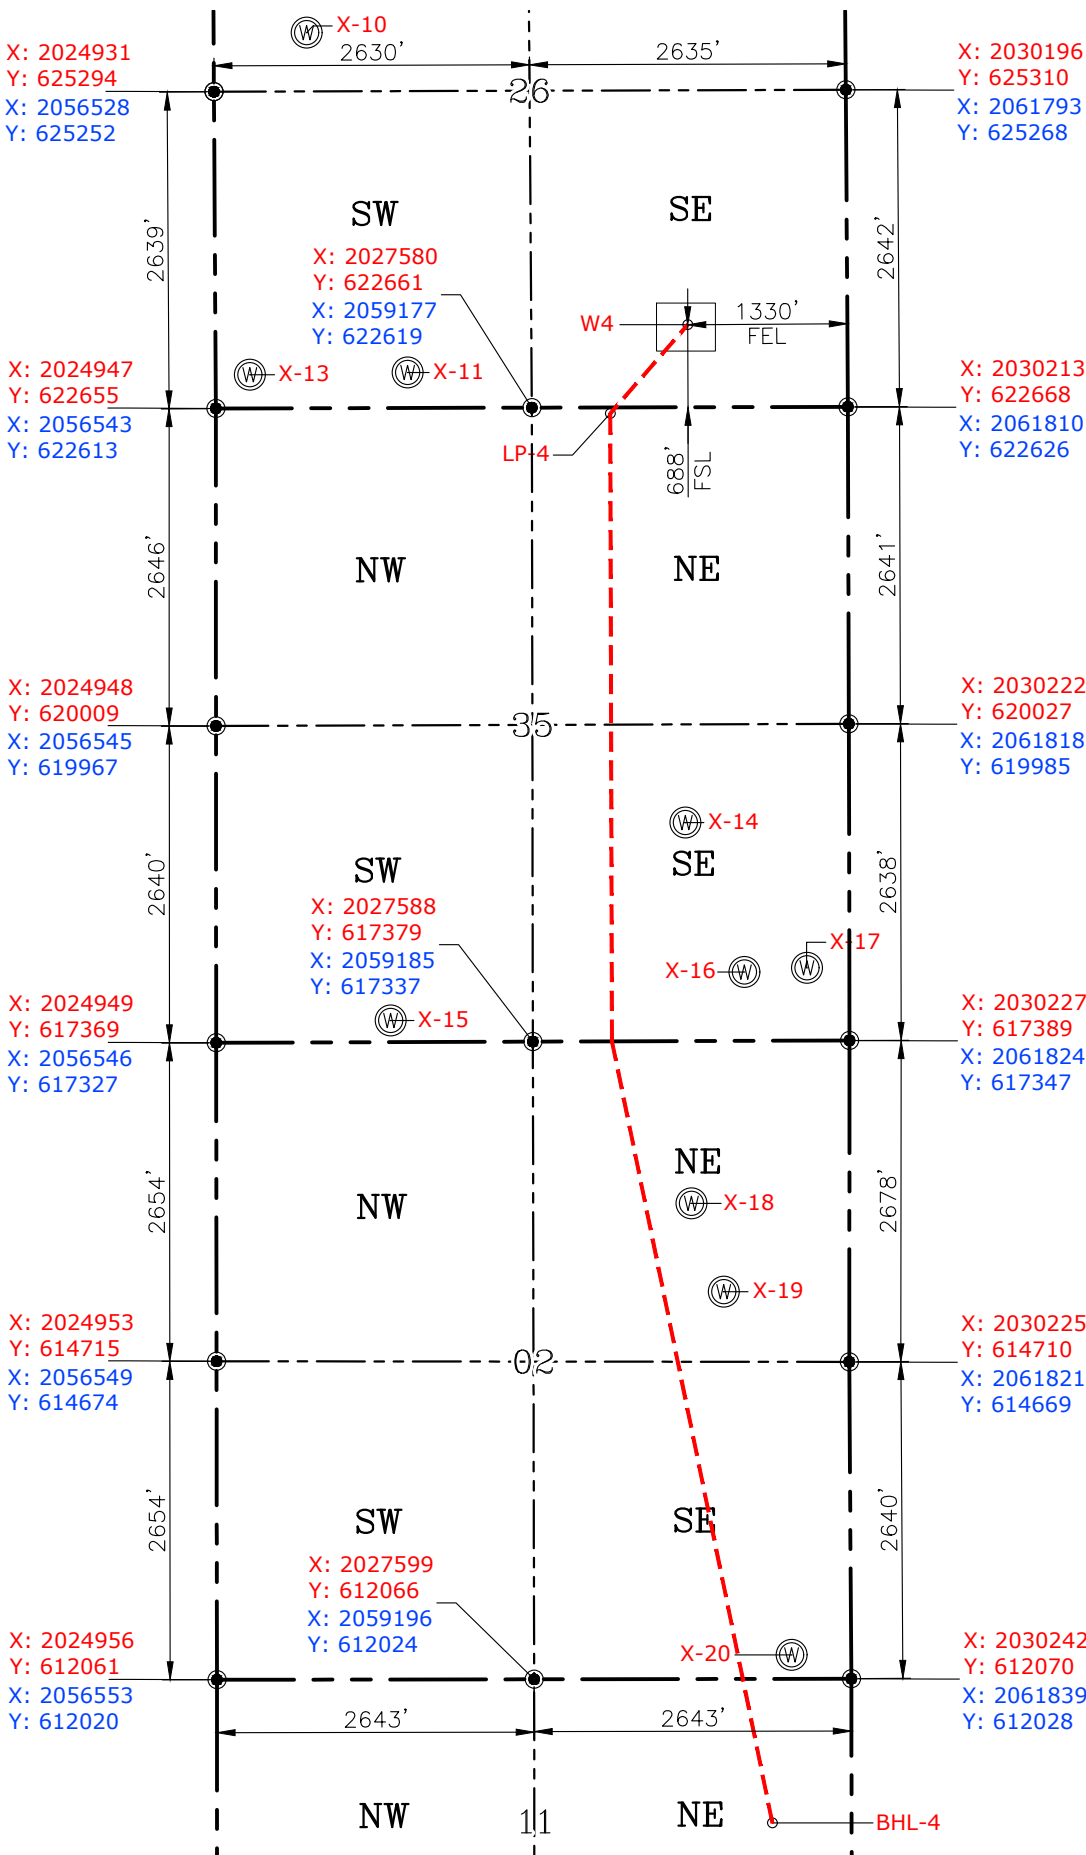 X-10
2630'
2635'
X: 2024931
Y: 625294
X: 2056528
Y: 625252
X: 2030196
Y: 625310
X: 2061793
Y: 625268
26
W
SW
SE
2639'
2642'
X: 2027580
Y: 622661
X: 2059177
Y: 622619
W4
1330'
FEL
W X-13
W X-11
X: 2024947
Y: 622655
X: 2056543
Y: 622613
X: 2030213
Y: 622668
X: 2061810
Y: 622626
LP-4
688'
FSL
NW
NE
2646'
2641'
X: 2024948
Y: 620009
X: 2056545
Y: 619967
35
X: 2030222
Y: 620027
X: 2061818
Y: 619985
W X-14
SW
SE
2640'
2638'
X: 2027588
Y: 617379
X: 2059185
Y: 617337
X-17
X-16 W
W
W X-15
X: 2024949
Y: 617369
X: 2056546
Y: 617327
X: 2030227
Y: 617389
X: 2061824
Y: 617347
NE
NW
W X-18
2654'
2678'
W X-19
X: 2024953
Y: 614715
X: 2056549
Y: 614674
02
X: 2030225
Y: 614710
X: 2061821
Y: 614669
SW
SE
2654'
2640'
X: 2027599
Y: 612066
X: 2059196
Y: 612024
X-20 W
X: 2024956
Y: 612061
X: 2056553
Y: 612020
X: 2030242
Y: 612070
X: 2061839
Y: 612028
2643'
2643'
NW
11
NE
BHL-4